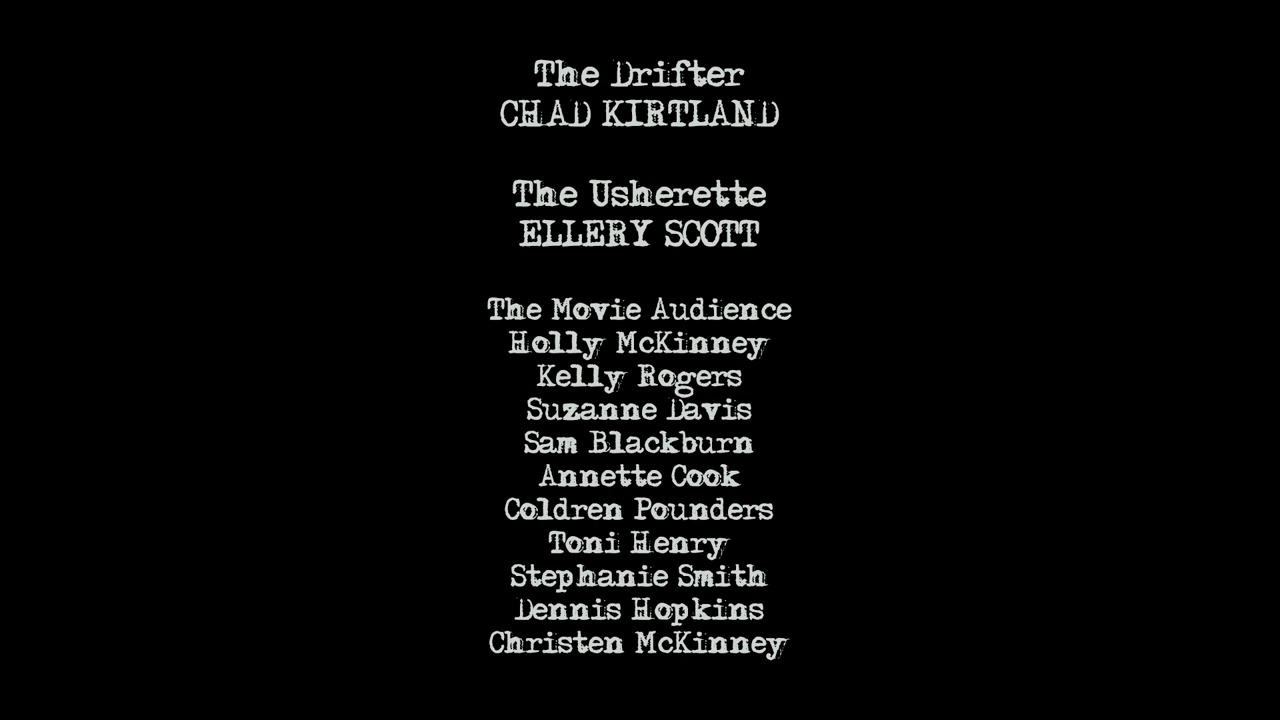 The Drifter
CHAD KIRTLAND
The Usherette
ELLERY SCOTT
The Movie Audience
Holly McKinney
Kelly Rogers
Suzanne Davis
Sam Blackburn
Annette Cook
Coldren Pounders
Toni Henry
Stephanie Smith
Dennis Hopkins
Christen McKinney